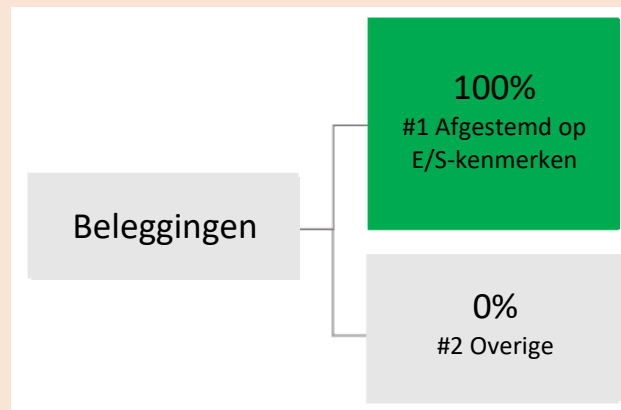 100%
#1 Afgestemd op
E/S-kenmerken
Beleggingen
0%
#2 Overige